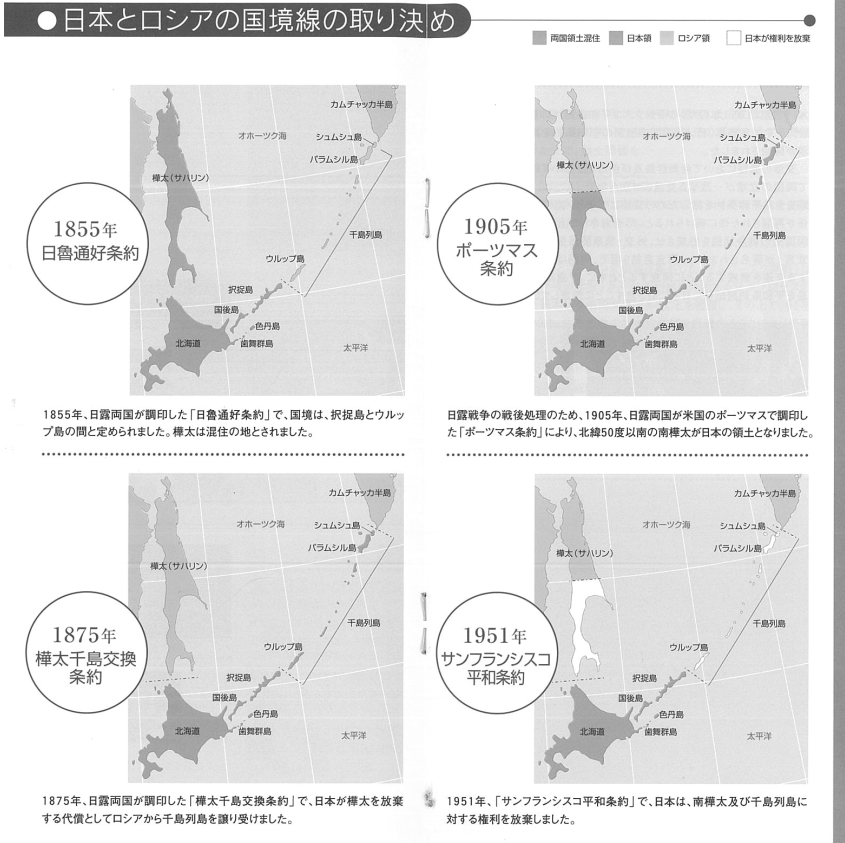 ●日本とロシアの国境線の取り決め
両国領土混住 日本領 ロシア領 日本が権利を放棄
カムチャッカ半島
オホーツク海
シュムシュ島
パラムシル島
樺太(サハリン)
1855年
日魯通好条約
千島列島
ウルップ島
択捉島
国後島
色丹島
北海道
歯舞群島
太平洋
1855年、日露両国が調印した「日魯通好条約」で、国境は、択捉島とウルッ
プ島の間と定められました。樺太は混住の地とされました。
カムチャッカ半島
オホーツク海
シュムシュ島
パラムシル島
樺太(サハリン)
1905年
ポーツマス
条約
千島列島
ウルップ島
択捉島
国後島
色丹島
北海道
歯舞群島
太平洋
日露戦争の戦後処理のため、1905年、日露両国が米国のポーツマスで調印し
た「ポーツマス条約」により、北緯50度以南の南樺太が日本の領土となりました。
カムチャッカ半島
オホーツク海
シュムシュ島
パラムシル島
樺太(サハリン)
1875年
樺太千島交換
条約
千島列島
ウルップ島
択捉島
国後島
色丹島
北海道
歯舞群島
太平洋
1875年、日露両国が調印した「樺太千島交換条約」で、日本が樺太を放棄
する代償としてロシアから千島列島を譲り受けました。
カムチャッカ半島
オホーツク海
シュムシュ島
パラムシル島
樺太(サハリン)
1951年
サンフランシスコ
平和条約
千島列島
ウルップ島
択捉島
国後島
色丹島
北海道
歯舞群島
太平洋
1951年、「サンフランシスコ平和条約」で、日本は、南樺太及び千島列島に
対する権利を放棄しました。